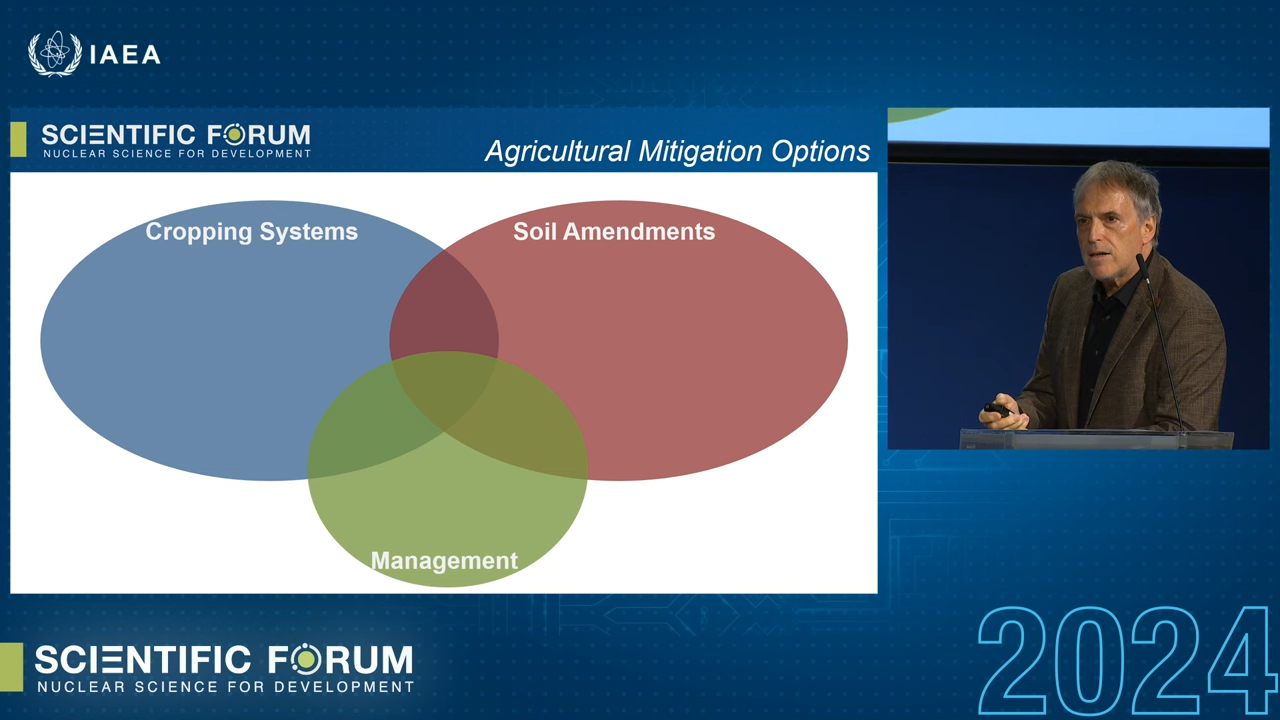 IAEA
SCIENTIFIC FORUM
NUCLEAR SCIENCE FOR DEVELOPMENT
Agricultural Mitigation Options
Cropping Systems
Soil Amendments
Management
SCIENTIFIC FORUM
NUCLEAR SCIENCE FOR DEVELOPMENT
2024